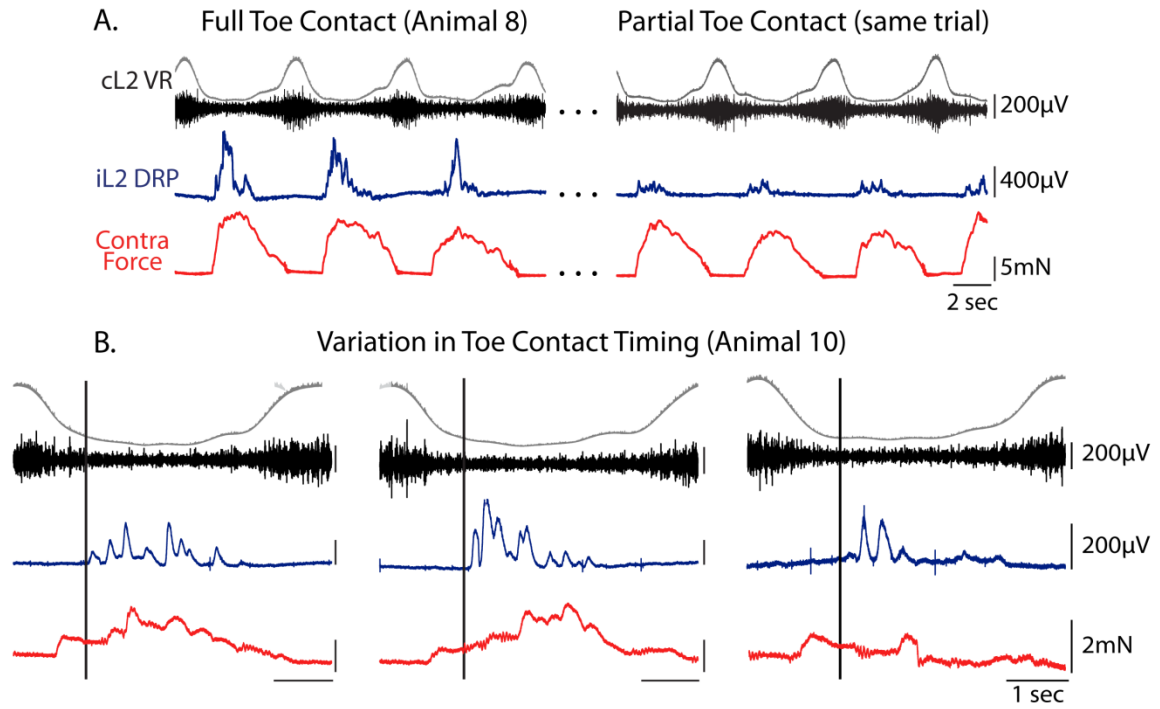 A. Full Toe Contact (Animal 8) Partial Toe Contact (same trial)
cL2 VR
200µV
. . .
iL2 DRP
400µV
. . .
Contra
Force
5mN
. . .
2 sec
B. Variation in Toe Contact Timing (Animal 10)
200µV
200µV
2mN
1 sec